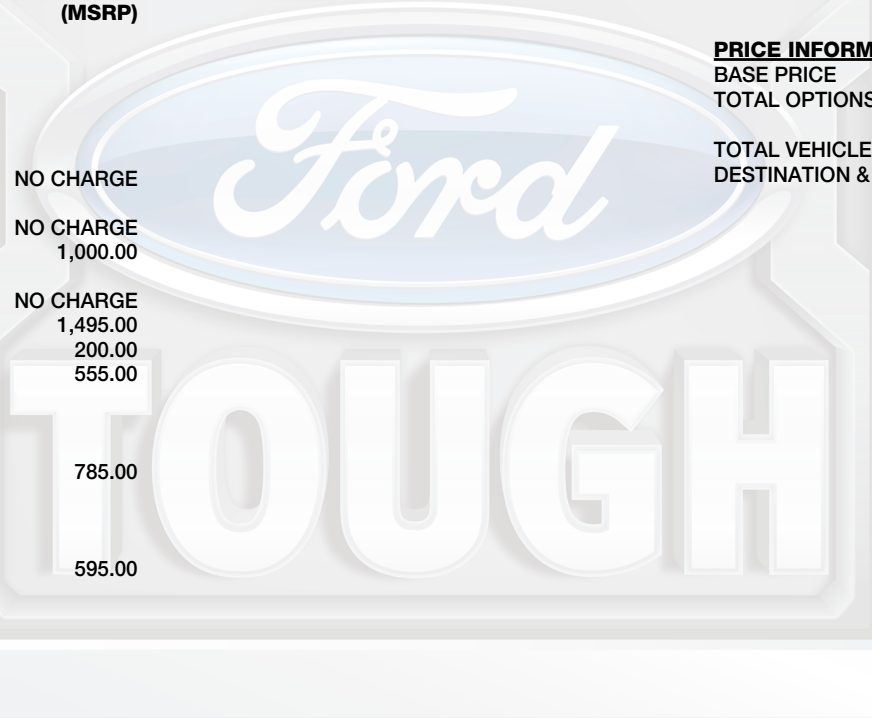 (MSRP)
NO CHARGE
NO CHARGE
1,000.00
NO CHARGE
1,495.00
200.00
555.00
785.00
595.00
PRICE INFORM
BASE PRICE
TOTAL OPTIONS
TOTAL VEHICLE
DESTINATION &
Ford
TOUGH